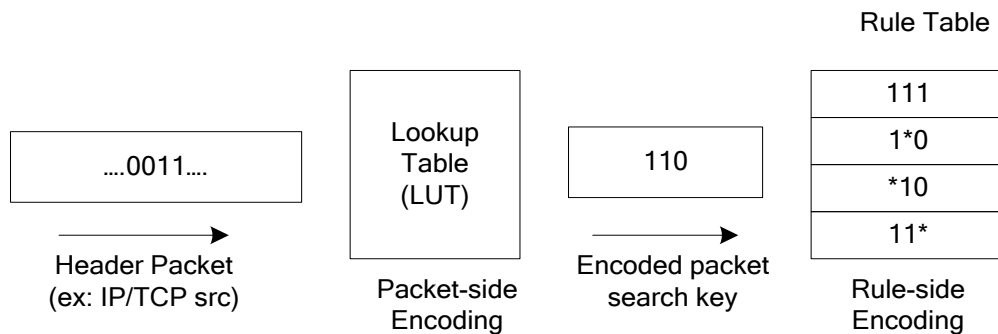 Rule Table
….0011….
Header Packet
(ex: IP/TCP src)
Lookup
Table
(LUT)
Packet-side
Encoding
110
Encoded packet
search key
111
1*0
*10
11*
Rule-side
Encoding